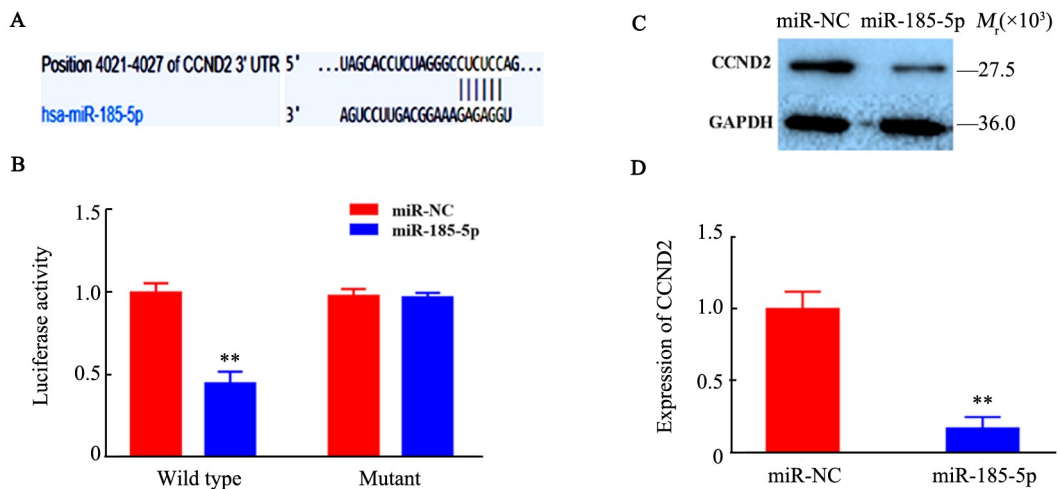 A
Position 4021-4027 of CCND2 3' UTR 5' ...UAGCACCUCUAGGGCCUCUCCAG...
hsa-miR-185-5p 3' AGUCCUUGACGGAAAGAGAGGU
B
1.5
1.0
0.5
0
Luciferase activity
miR-NC
miR-185-5p
**
Wild type Mutant
C
miR-NC miR-185-5p Mr(×10³)
CCND2 —27.5
GAPDH —36.0
D
1.5
1.0
0.5
0
Expression of CCND2
**
miR-NC miR-185-5p